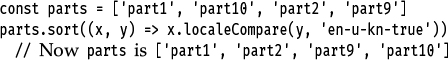 const parts = ['part1', 'part10', 'part2', 'part9']
parts.sort((x, y) => x.localeCompare(y, 'en-u-kn-true'))
// Now parts is ['part1', 'part2', 'part9', 'part10']